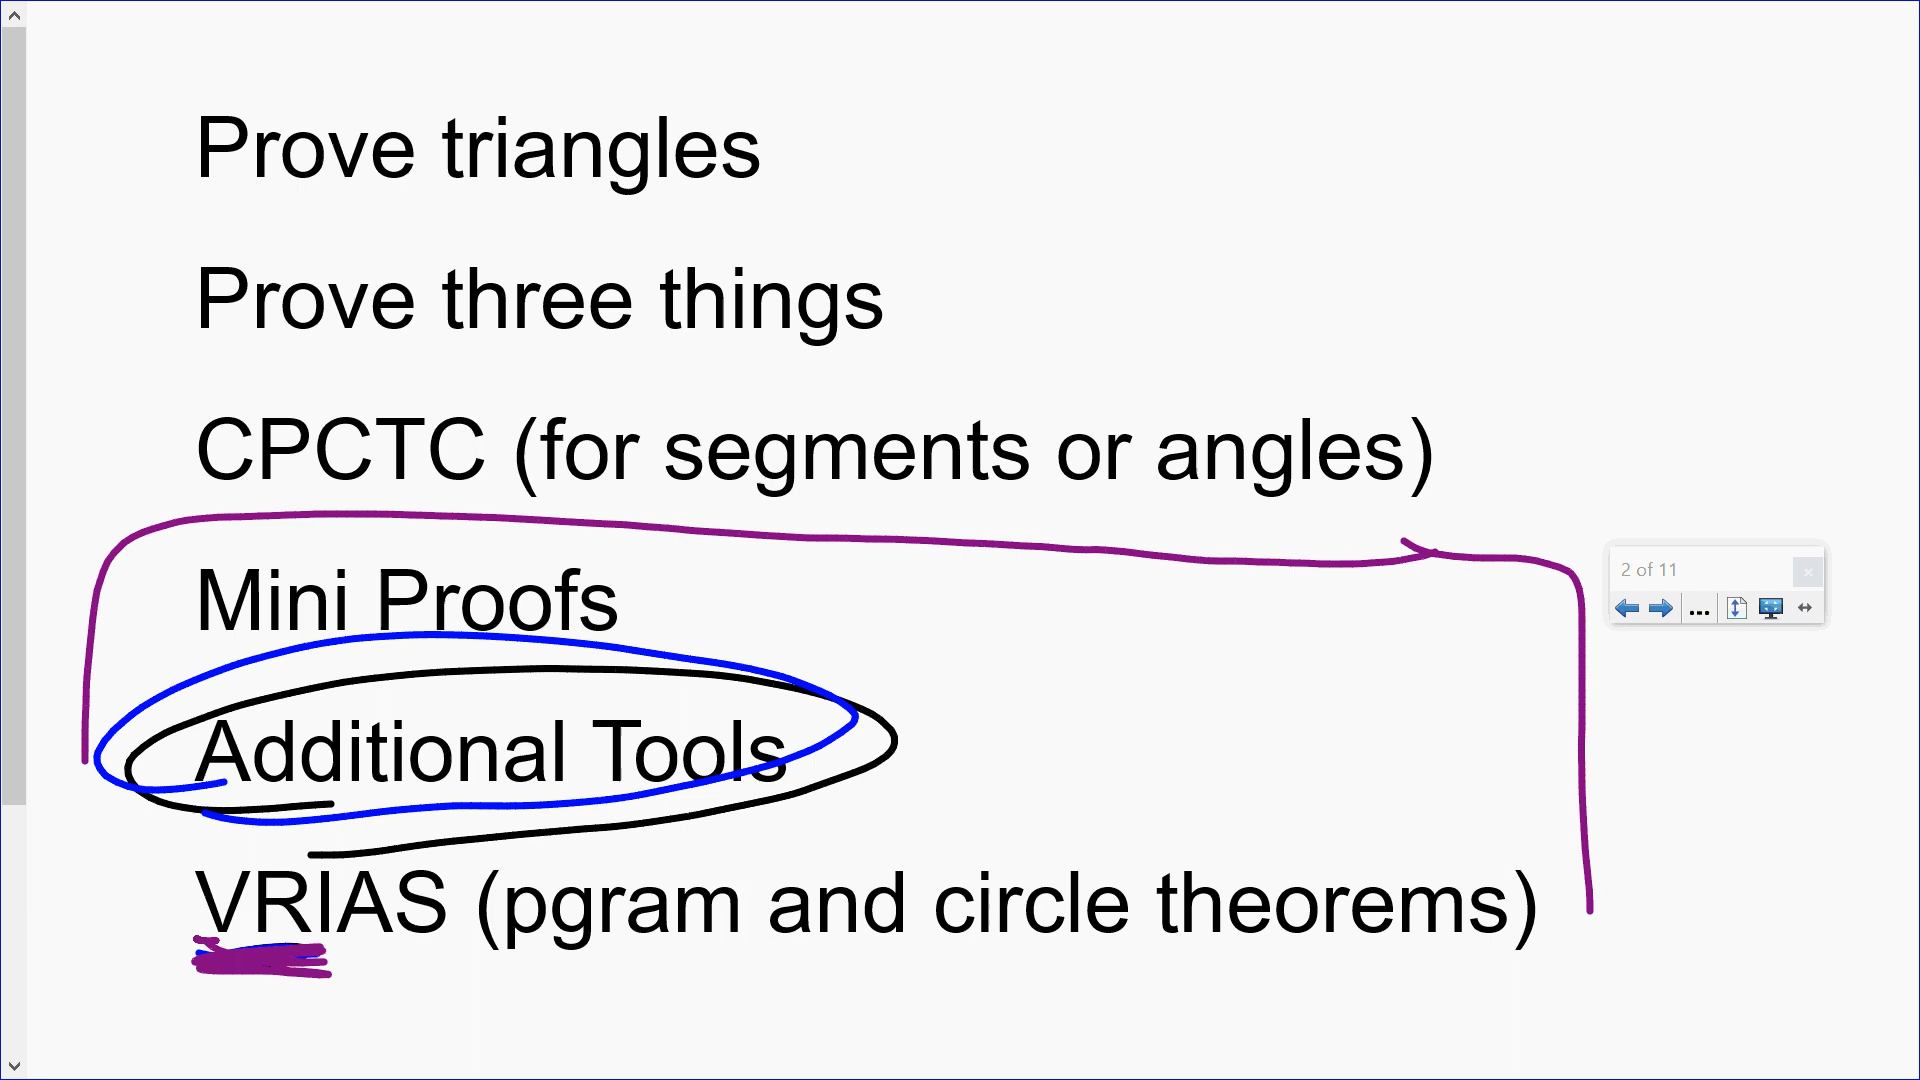 Prove triangles
Prove three things
CPCTC (for segments or angles)
Mini Proofs
2 of 11
Additional Tools
VRIAS (pgram and circle theorems)